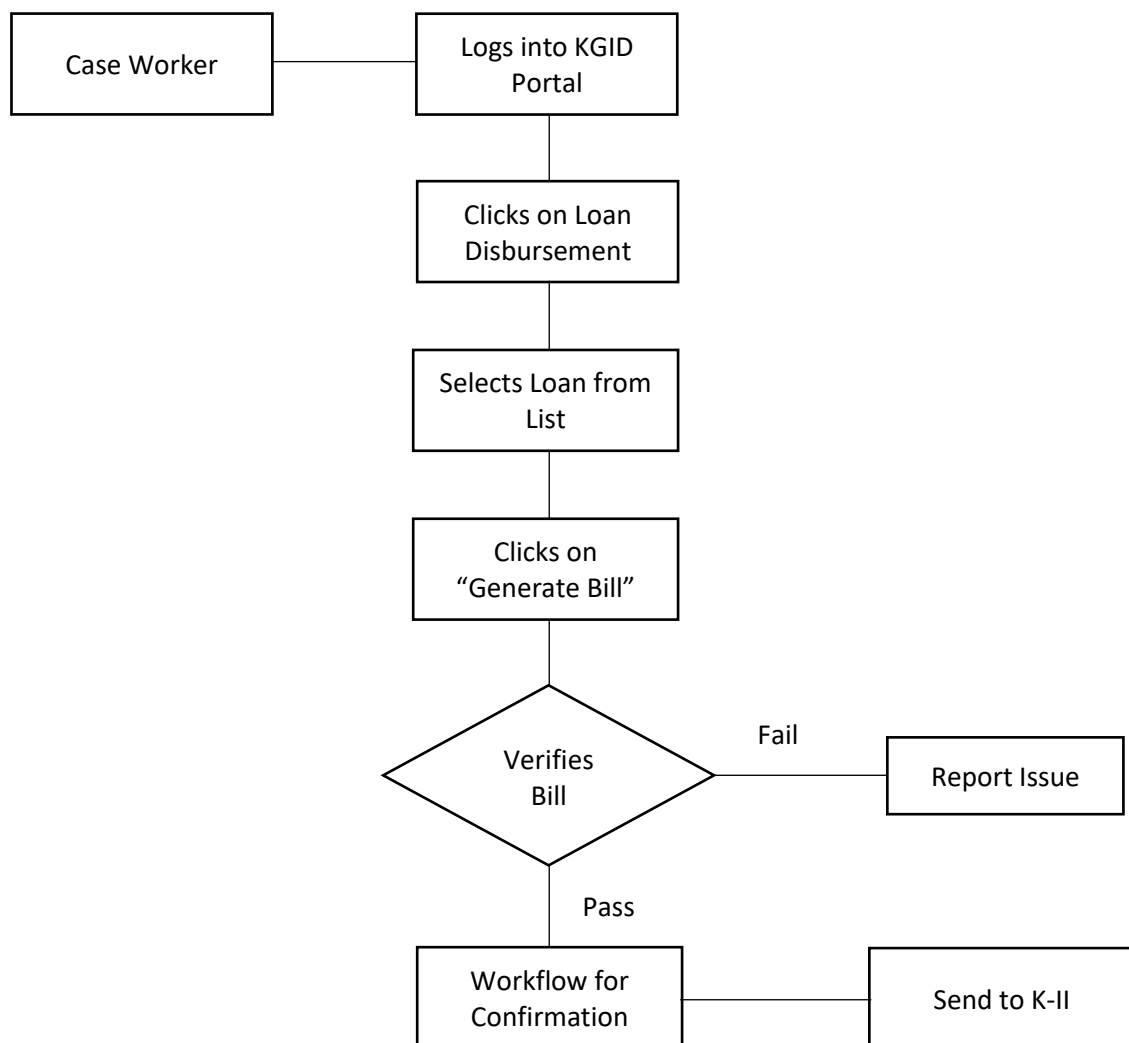 Case Worker
Logs into KGID
Portal
Clicks on Loan
Disbursement
Selects Loan from
List
Clicks on
“Generate Bill”
Verifies
Bill
Fail
Report Issue
Pass
Workflow for
Confirmation
Send to K-II